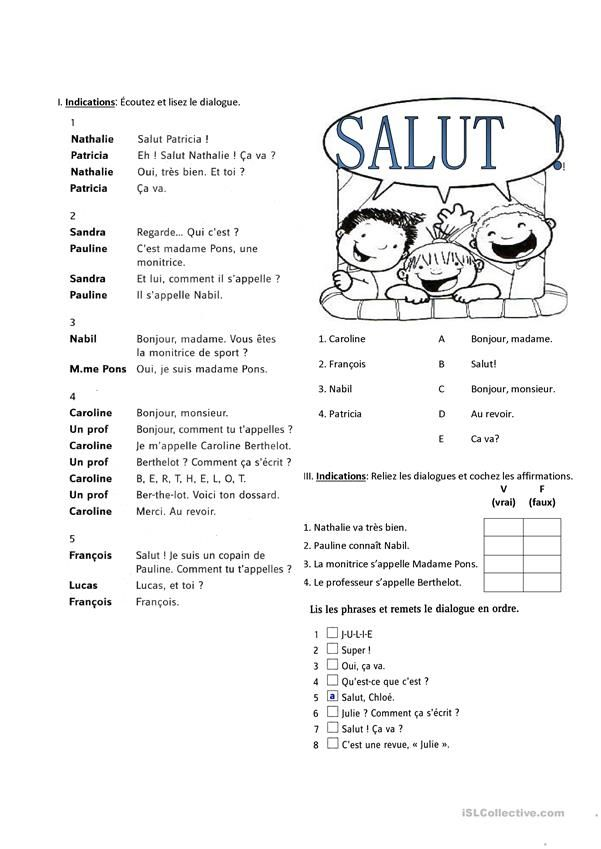 I. Indications: Écoutez et lisez le dialogue.
1
Nathalie Salut Patricia !
Patricia Eh ! Salut Nathalie ! Ça va ?
Nathalie Oui, très bien. Et toi ?
Patricia Ça va.
2
Sandra Regarde... Qui c'est ?
Pauline C'est madame Pons, une
monitrice.
Sandra Et lui, comment il s'appelle ?
Pauline Il s'appelle Nabil.
3
Nabil Bonjour, madame. Vous êtes
la monitrice de sport ?
M.me Pons Oui, je suis madame Pons.
4
Caroline Bonjour, monsieur.
Un prof Bonjour, comment tu t'appelles ?
Caroline Je m'appelle Caroline Berthelot.
Un prof Berthelot ? Comment ça s'écrit ?
Caroline B, E, R, T, H, E, L, O, T.
Un prof Ber-the-lot. Voici ton dossard.
Caroline Merci. Au revoir.
5
François Salut ! Je suis un copain de
Pauline. Comment tu t'appelles ?
Lucas Lucas, et toi ?
François François.
SALUT !
!
1. Caroline A Bonjour, madame.
2. François B Salut!
3. Nabil C Bonjour, monsieur.
4. Patricia D Au revoir.
E Ca va?
III. Indications: Reliez les dialogues et cochez les affirmations.
V F
(vrai) (faux)
1. Nathalie va très bien.
2. Pauline connaît Nabil.
3. La monitrice s'appelle Madame Pons.
4. Le professeur s'appelle Berthelot.
Lis les phrases et remets le dialogue en ordre.
1 J-U-L-I-E
2 Super !
3 Oui, ça va.
4 Qu'est-ce que c'est ?
5 a Salut, Chloé.
6 Julie ? Comment ça s'écrit ?
7 Salut ! Ça va ?
8 C'est une revue, « Julie ».
iSLCollective.com